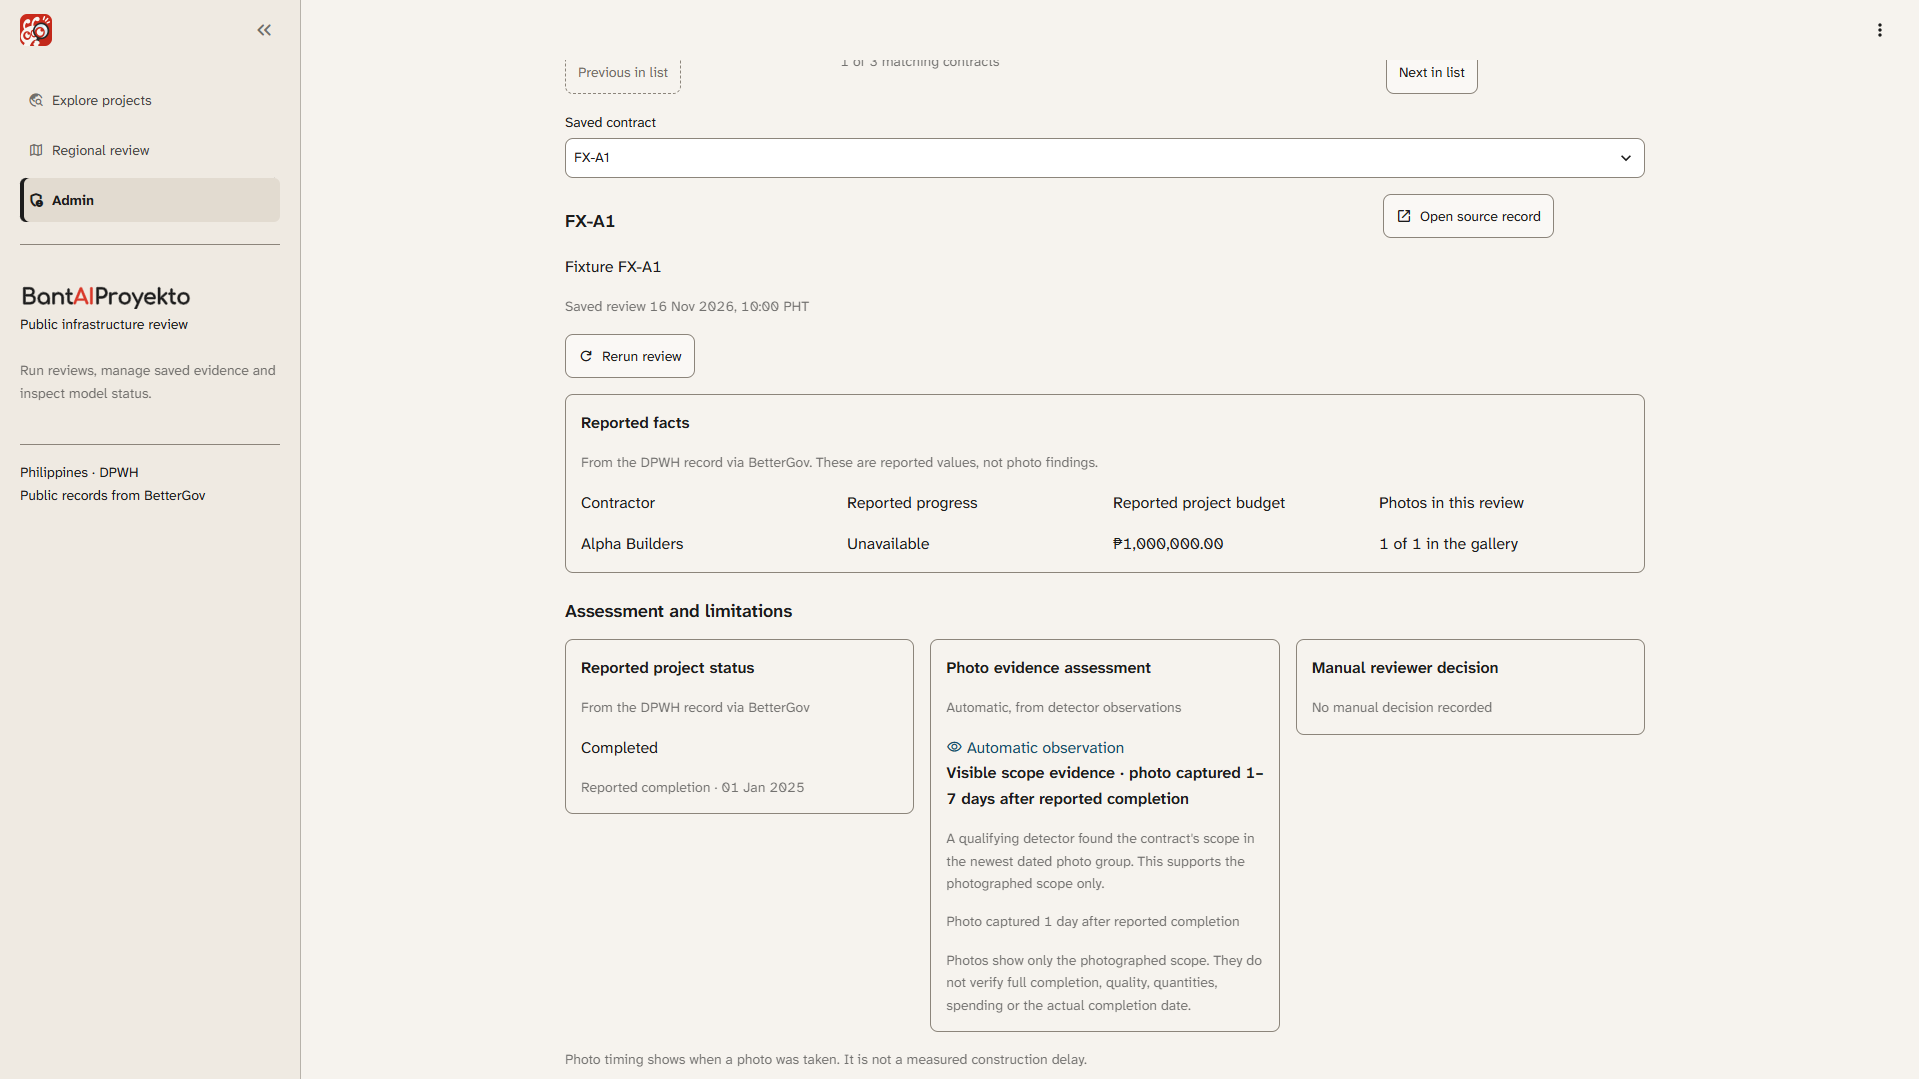 Explore projects
Regional review
Admin
BantAIProyekto
Public infrastructure review
Run reviews, manage saved evidence and
inspect model status.
Philippines · DPWH
Public records from BetterGov
Previous in list
1 of 3 matching contracts
Next in list
Saved contract
FX-A1
FX-A1
Open source record
Fixture FX-A1
Saved review 16 Nov 2026, 10:00 PHT
Rerun review
Reported facts
From the DPWH record via BetterGov. These are reported values, not photo findings.
Contractor
Reported progress
Reported project budget
Photos in this review
Alpha Builders
Unavailable
₱1,000,000.00
1 of 1 in the gallery
Assessment and limitations
Reported project status
From the DPWH record via BetterGov
Completed
Reported completion · 01 Jan 2025
Photo evidence assessment
Automatic, from detector observations
Automatic observation
Visible scope evidence · photo captured 1–
7 days after reported completion
A qualifying detector found the contract's scope in
the newest dated photo group. This supports the
photographed scope only.
Photo captured 1 day after reported completion
Photos show only the photographed scope. They do
not verify full completion, quality, quantities,
spending or the actual completion date.
Manual reviewer decision
No manual decision recorded
Photo timing shows when a photo was taken. It is not a measured construction delay.